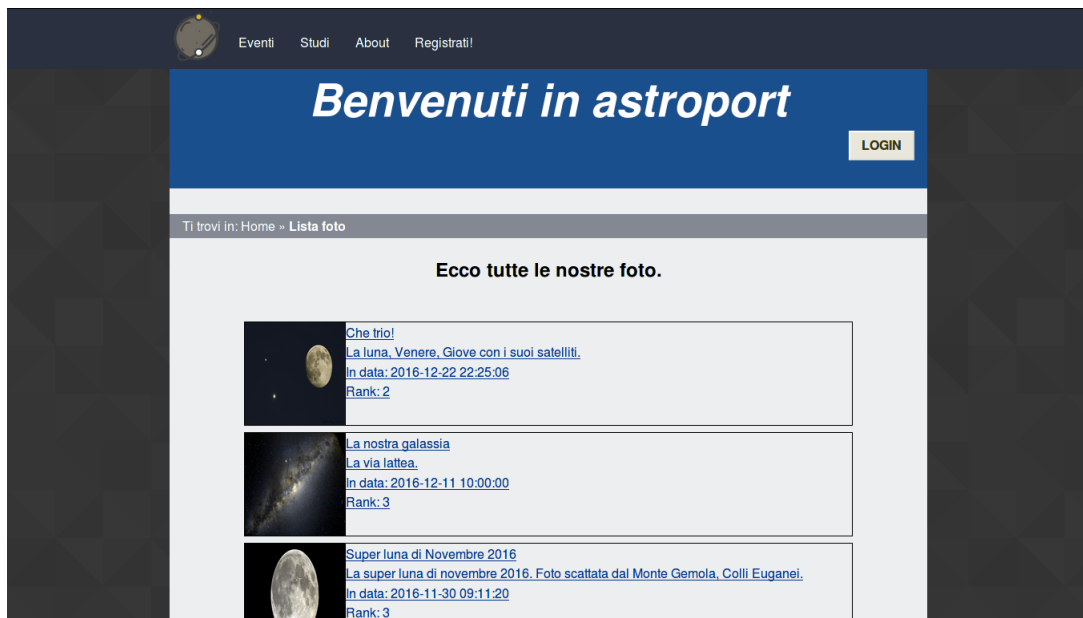 Eventi Studi About Registrati!
Benvenuti in astroport
LOGIN
Ti trovi in: Home » Lista foto
Ecco tutte le nostre foto.
Che trio!
La luna, Venere, Giove con i suoi satelliti.
In data: 2016-12-22 22:25:06
Rank: 2
La nostra galassia
La via lattea.
In data: 2016-12-11 10:00:00
Rank: 3
Super luna di Novembre 2016
La super luna di novembre 2016. Foto scattata dal Monte Gemola, Colli Euganei.
In data: 2016-11-30 09:11:20
Rank: 3